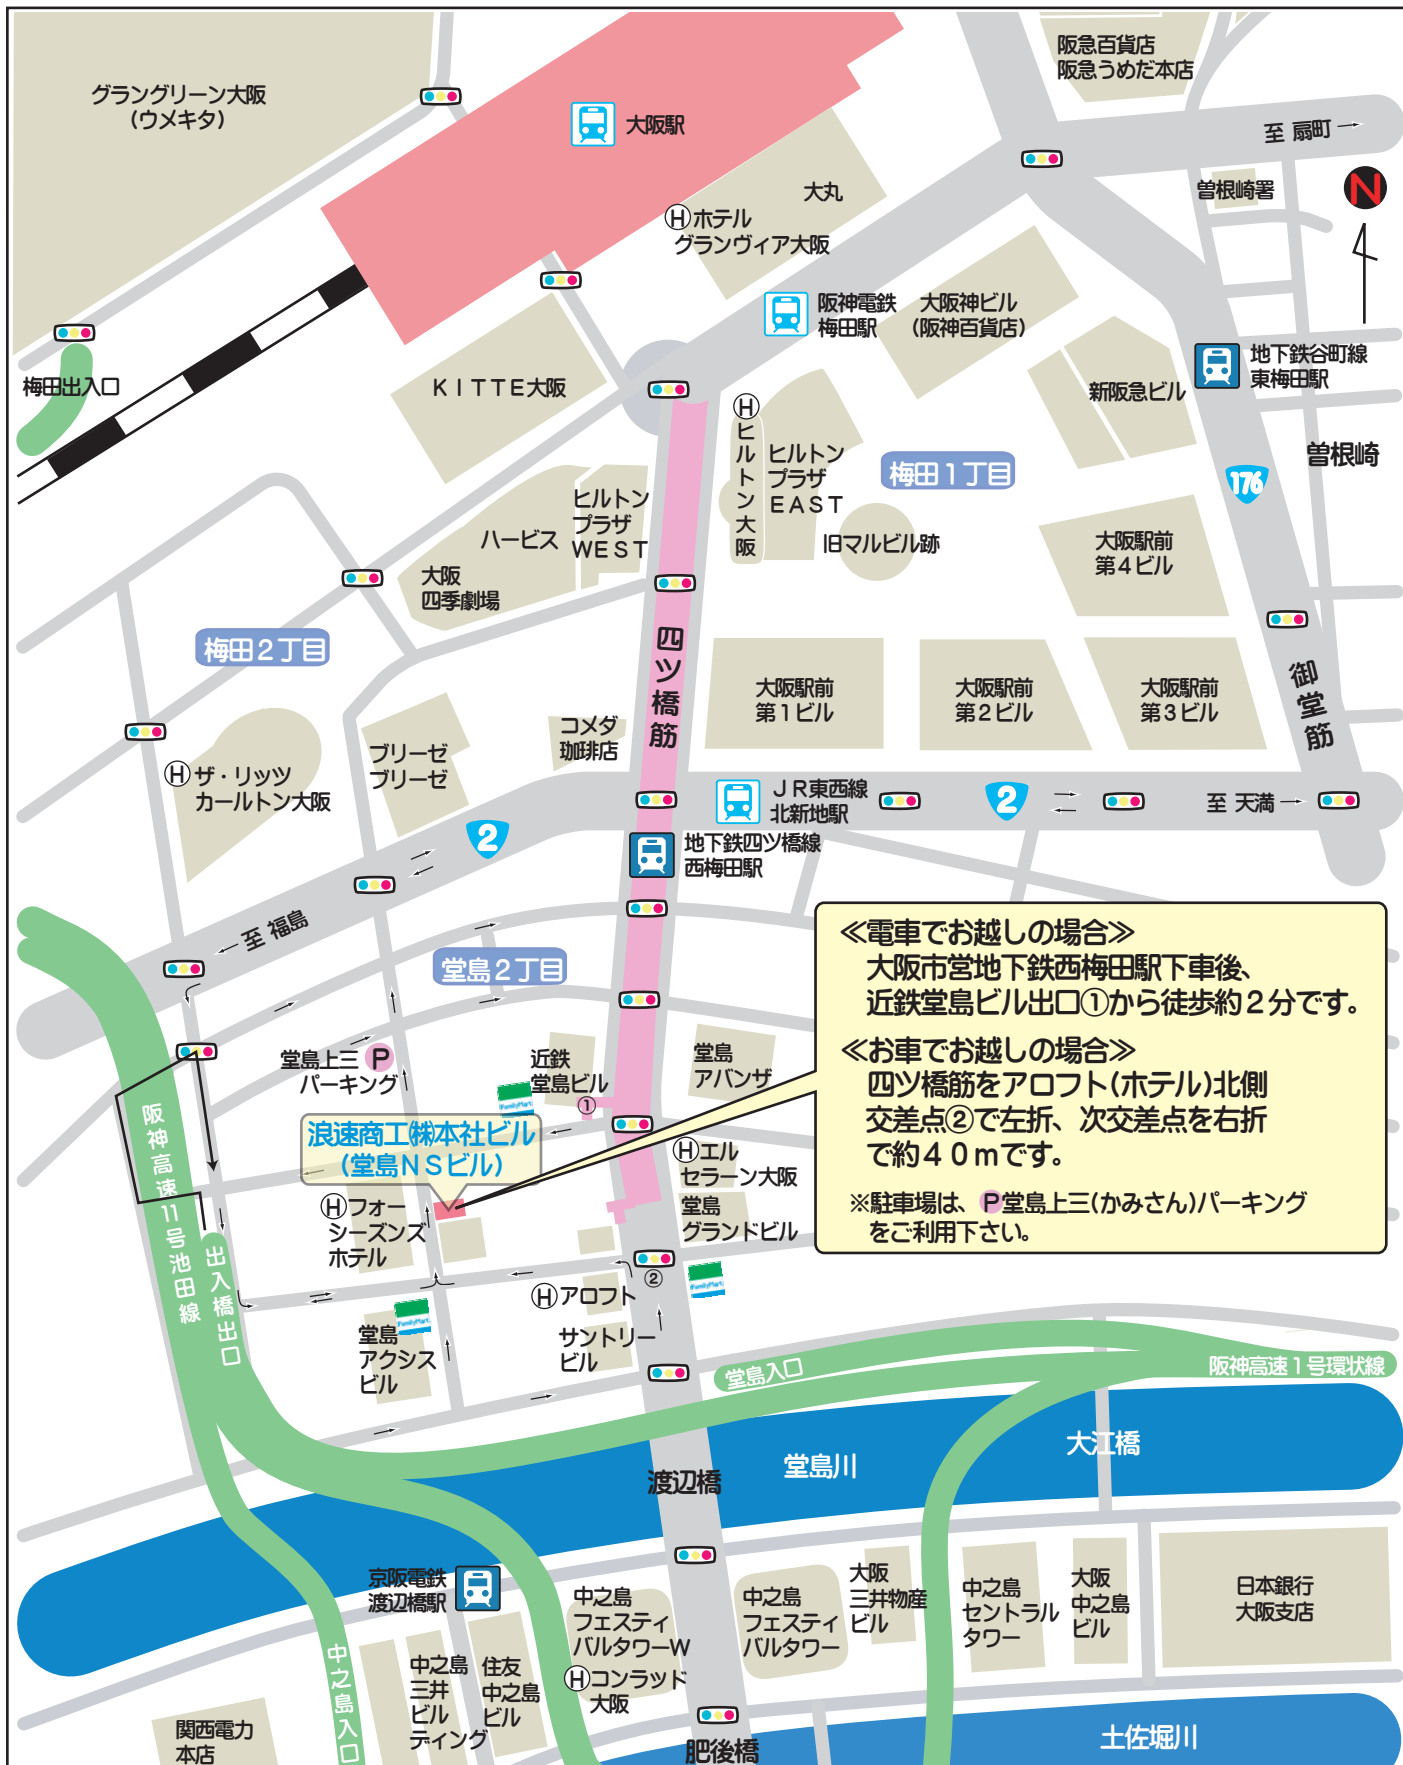 グラングリーン大阪
(ウメキタ)
大阪駅
阪急百貨店
阪急うめだ本店
至 扇町
曽根崎署
N
大丸
Ⓗホテル
グランヴィア大阪
阪神電鉄
梅田駅
大阪神ビル
(阪神百貨店)
梅田出入口
KITTE大阪
地下鉄谷町線
東梅田駅
新阪急ビル
曽根崎
Ⓗヒルトン大阪
ヒルトン
プラザ
EAST
梅田1丁目
176
ヒルトン
プラザ
WEST
ハービス
旧マルビル跡
大阪駅前
第4ビル
大阪
四季劇場
梅田2丁目
四ツ橋筋
大阪駅前
第1ビル
大阪駅前
第2ビル
大阪駅前
第3ビル
御堂筋
コメダ
珈琲店
ブリーゼ
ブリーゼ
Ⓗザ・リッツ
カールトン大阪
JR東西線
北新地駅
2
至 天満
2
地下鉄四ツ橋線
西梅田駅
至 福島
堂島2丁目
≪電車でお越しの場合≫
大阪市営地下鉄西梅田駅下車後、
近鉄堂島ビル出口①から徒歩約2分です。
≪お車でお越しの場合≫
四ツ橋筋をアロフト(ホテル)北側
交差点②で左折、次交差点を右折
で約40mです。
※駐車場は、Ⓟ堂島上三(かみさん)パーキング
をご利用下さい。
堂島上三 P
パーキング
近鉄
堂島ビル
①
堂島
アバンザ
FamilyMart
浪速商工㈱本社ビル
(堂島NSビル)
Ⓗエル
セラーン大阪
堂島
グランドビル
Ⓗフォー
シーズンズ
ホテル
阪神高速11号池田線
出入橋出口
②
Ⓗアロフト
FamilyMart
FamilyMart
堂島
アクシス
ビル
サントリー
ビル
堂島入口
阪神高速1号環状線
大江橋
堂島川
渡辺橋
京阪電鉄
渡辺橋駅
中之島
フェスティ
バルタワーW
Ⓗコンラッド
大阪
中之島
フェスティ
バルタワー
大阪
三井物産
ビル
中之島
セントラル
タワー
大阪
中之島
ビル
日本銀行
大阪支店
中之島入口
中之島
三井
ビル
ディング
住友
中之島
ビル
関西電力
本店
肥後橋
土佐堀川